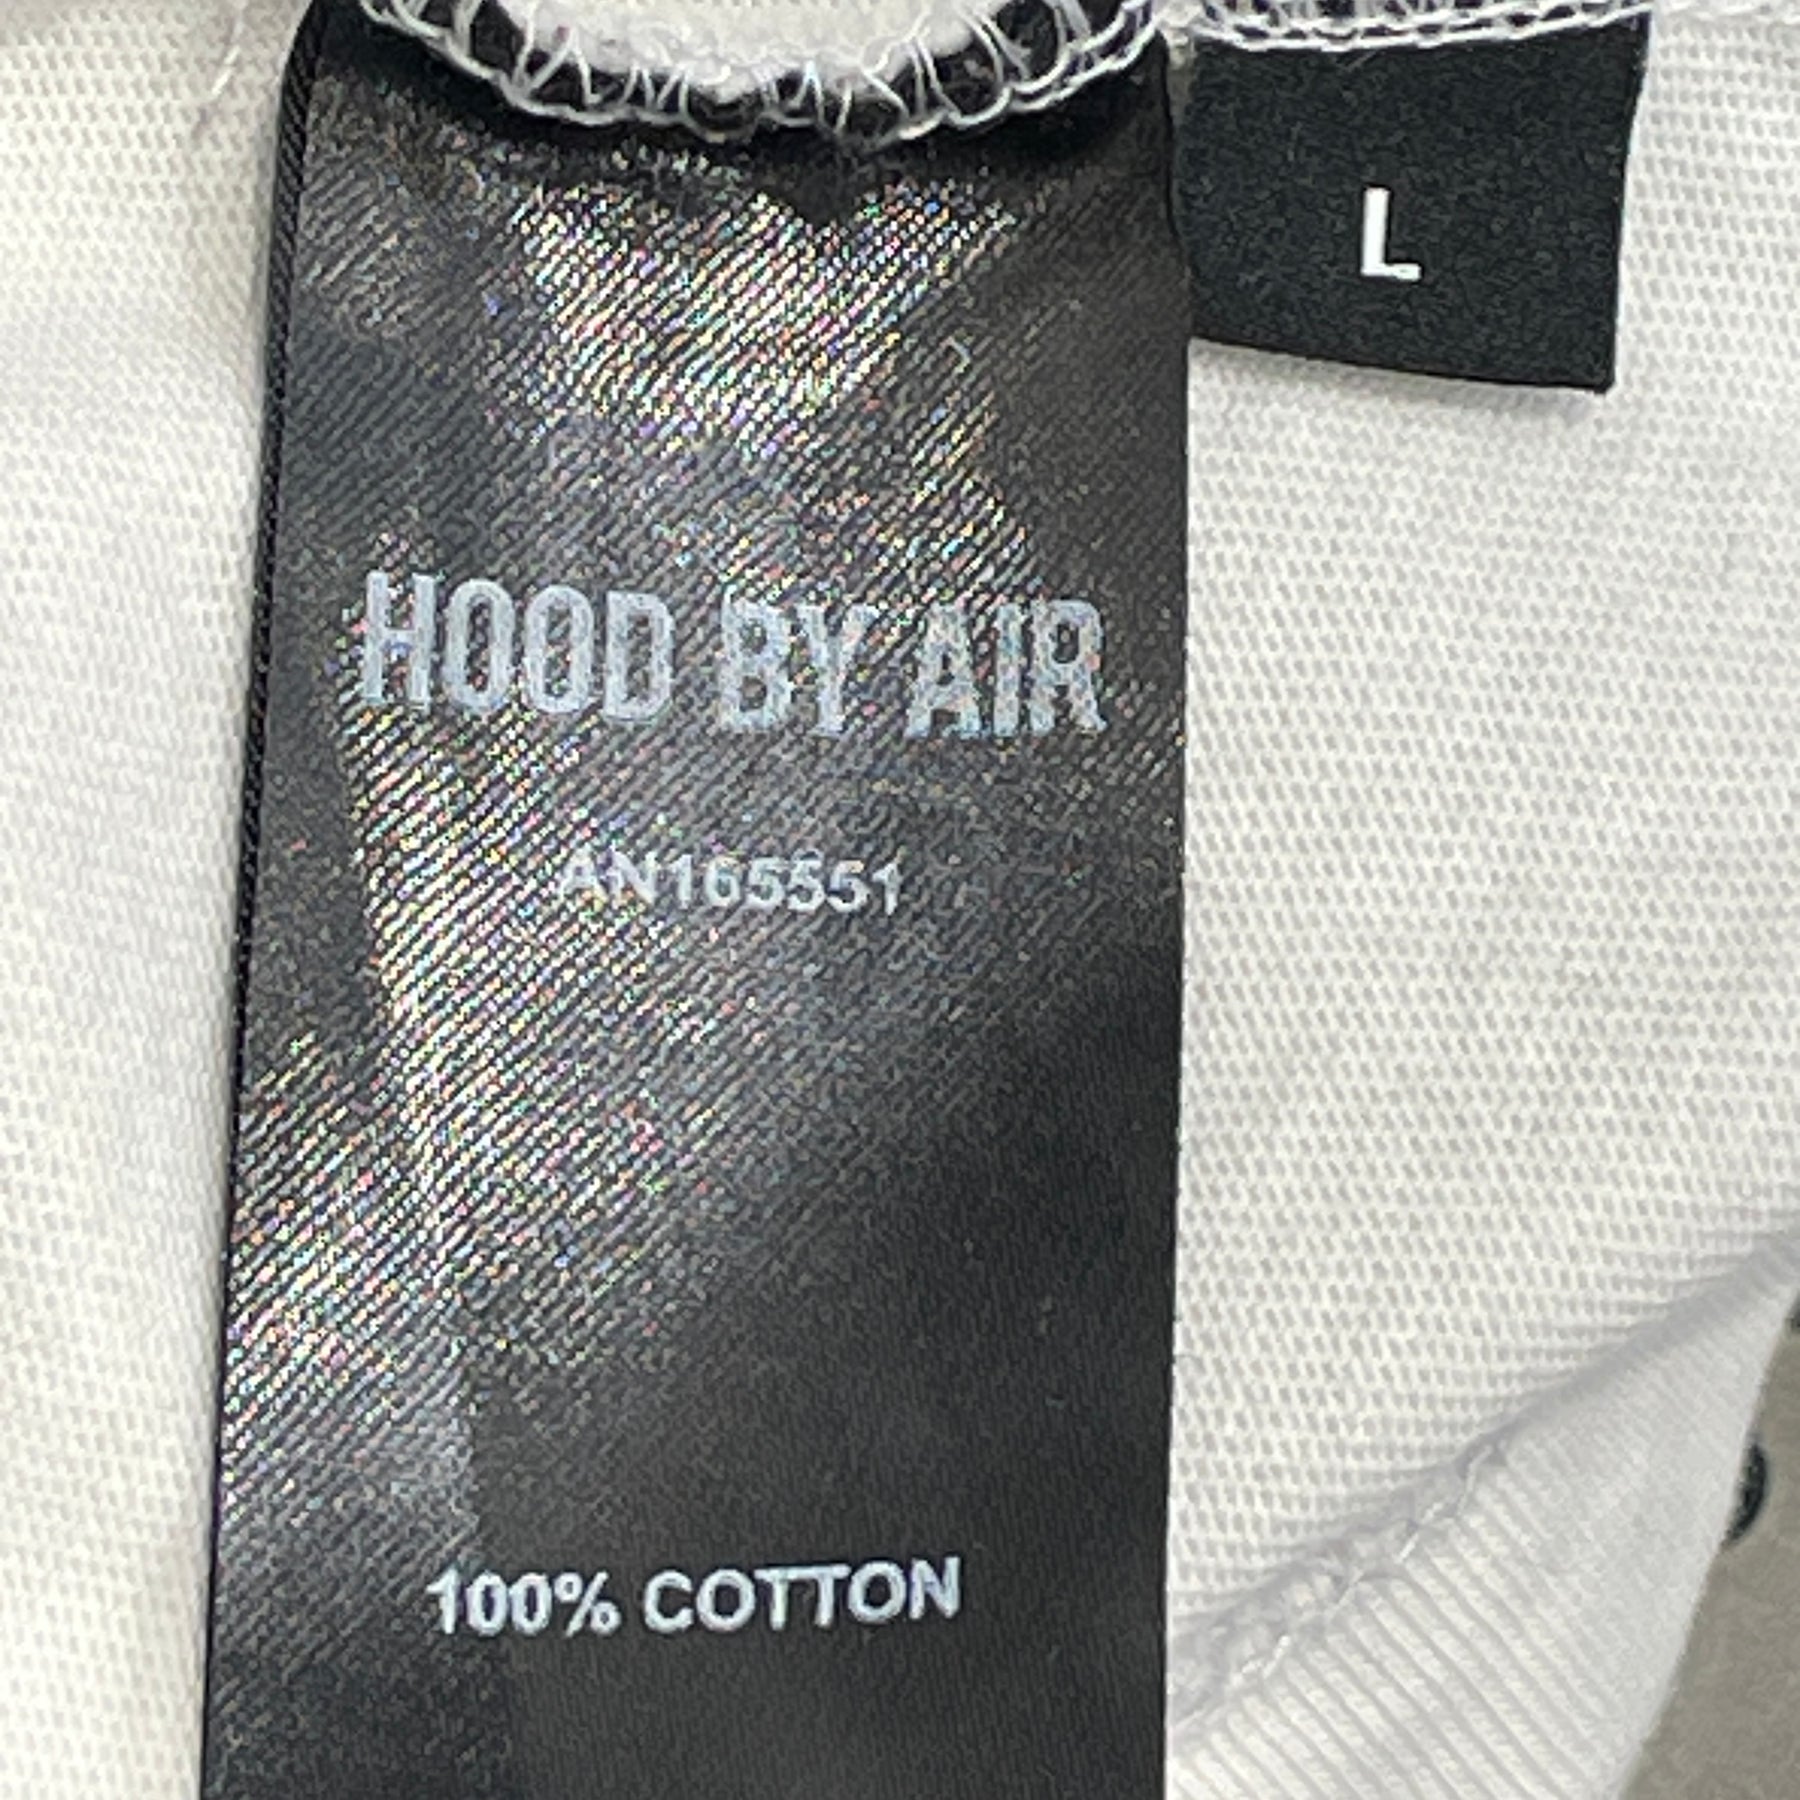 L
HOOD BY AIR
AN165551
100% COTTON